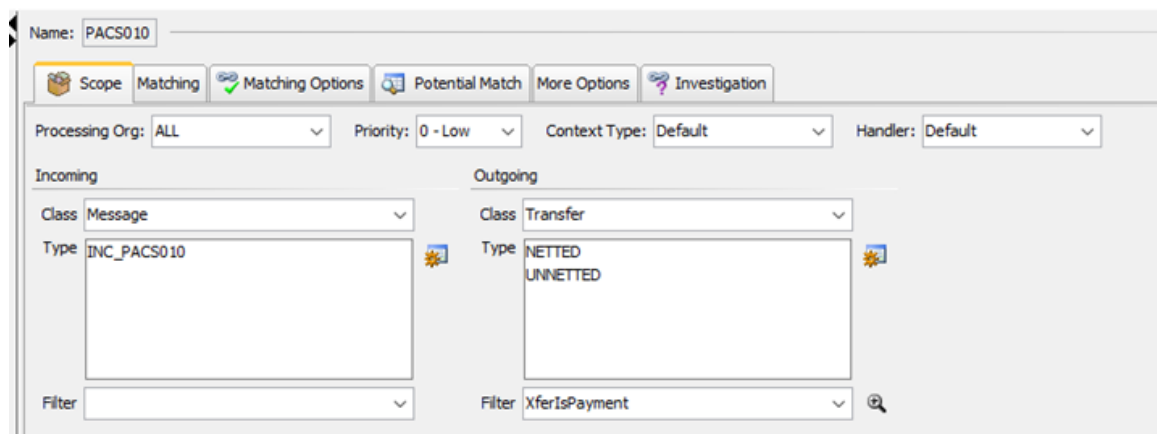 Name: PACS010
Scope Matching Matching Options Potential Match More Options Investigation
Processing Org: ALL Priority: 0 - Low Context Type: Default Handler: Default
Incoming Outgoing
Class Message Class Transfer
Type INC_PACS010 Type NETTED
UNNETTED
Filter Filter XferIsPayment